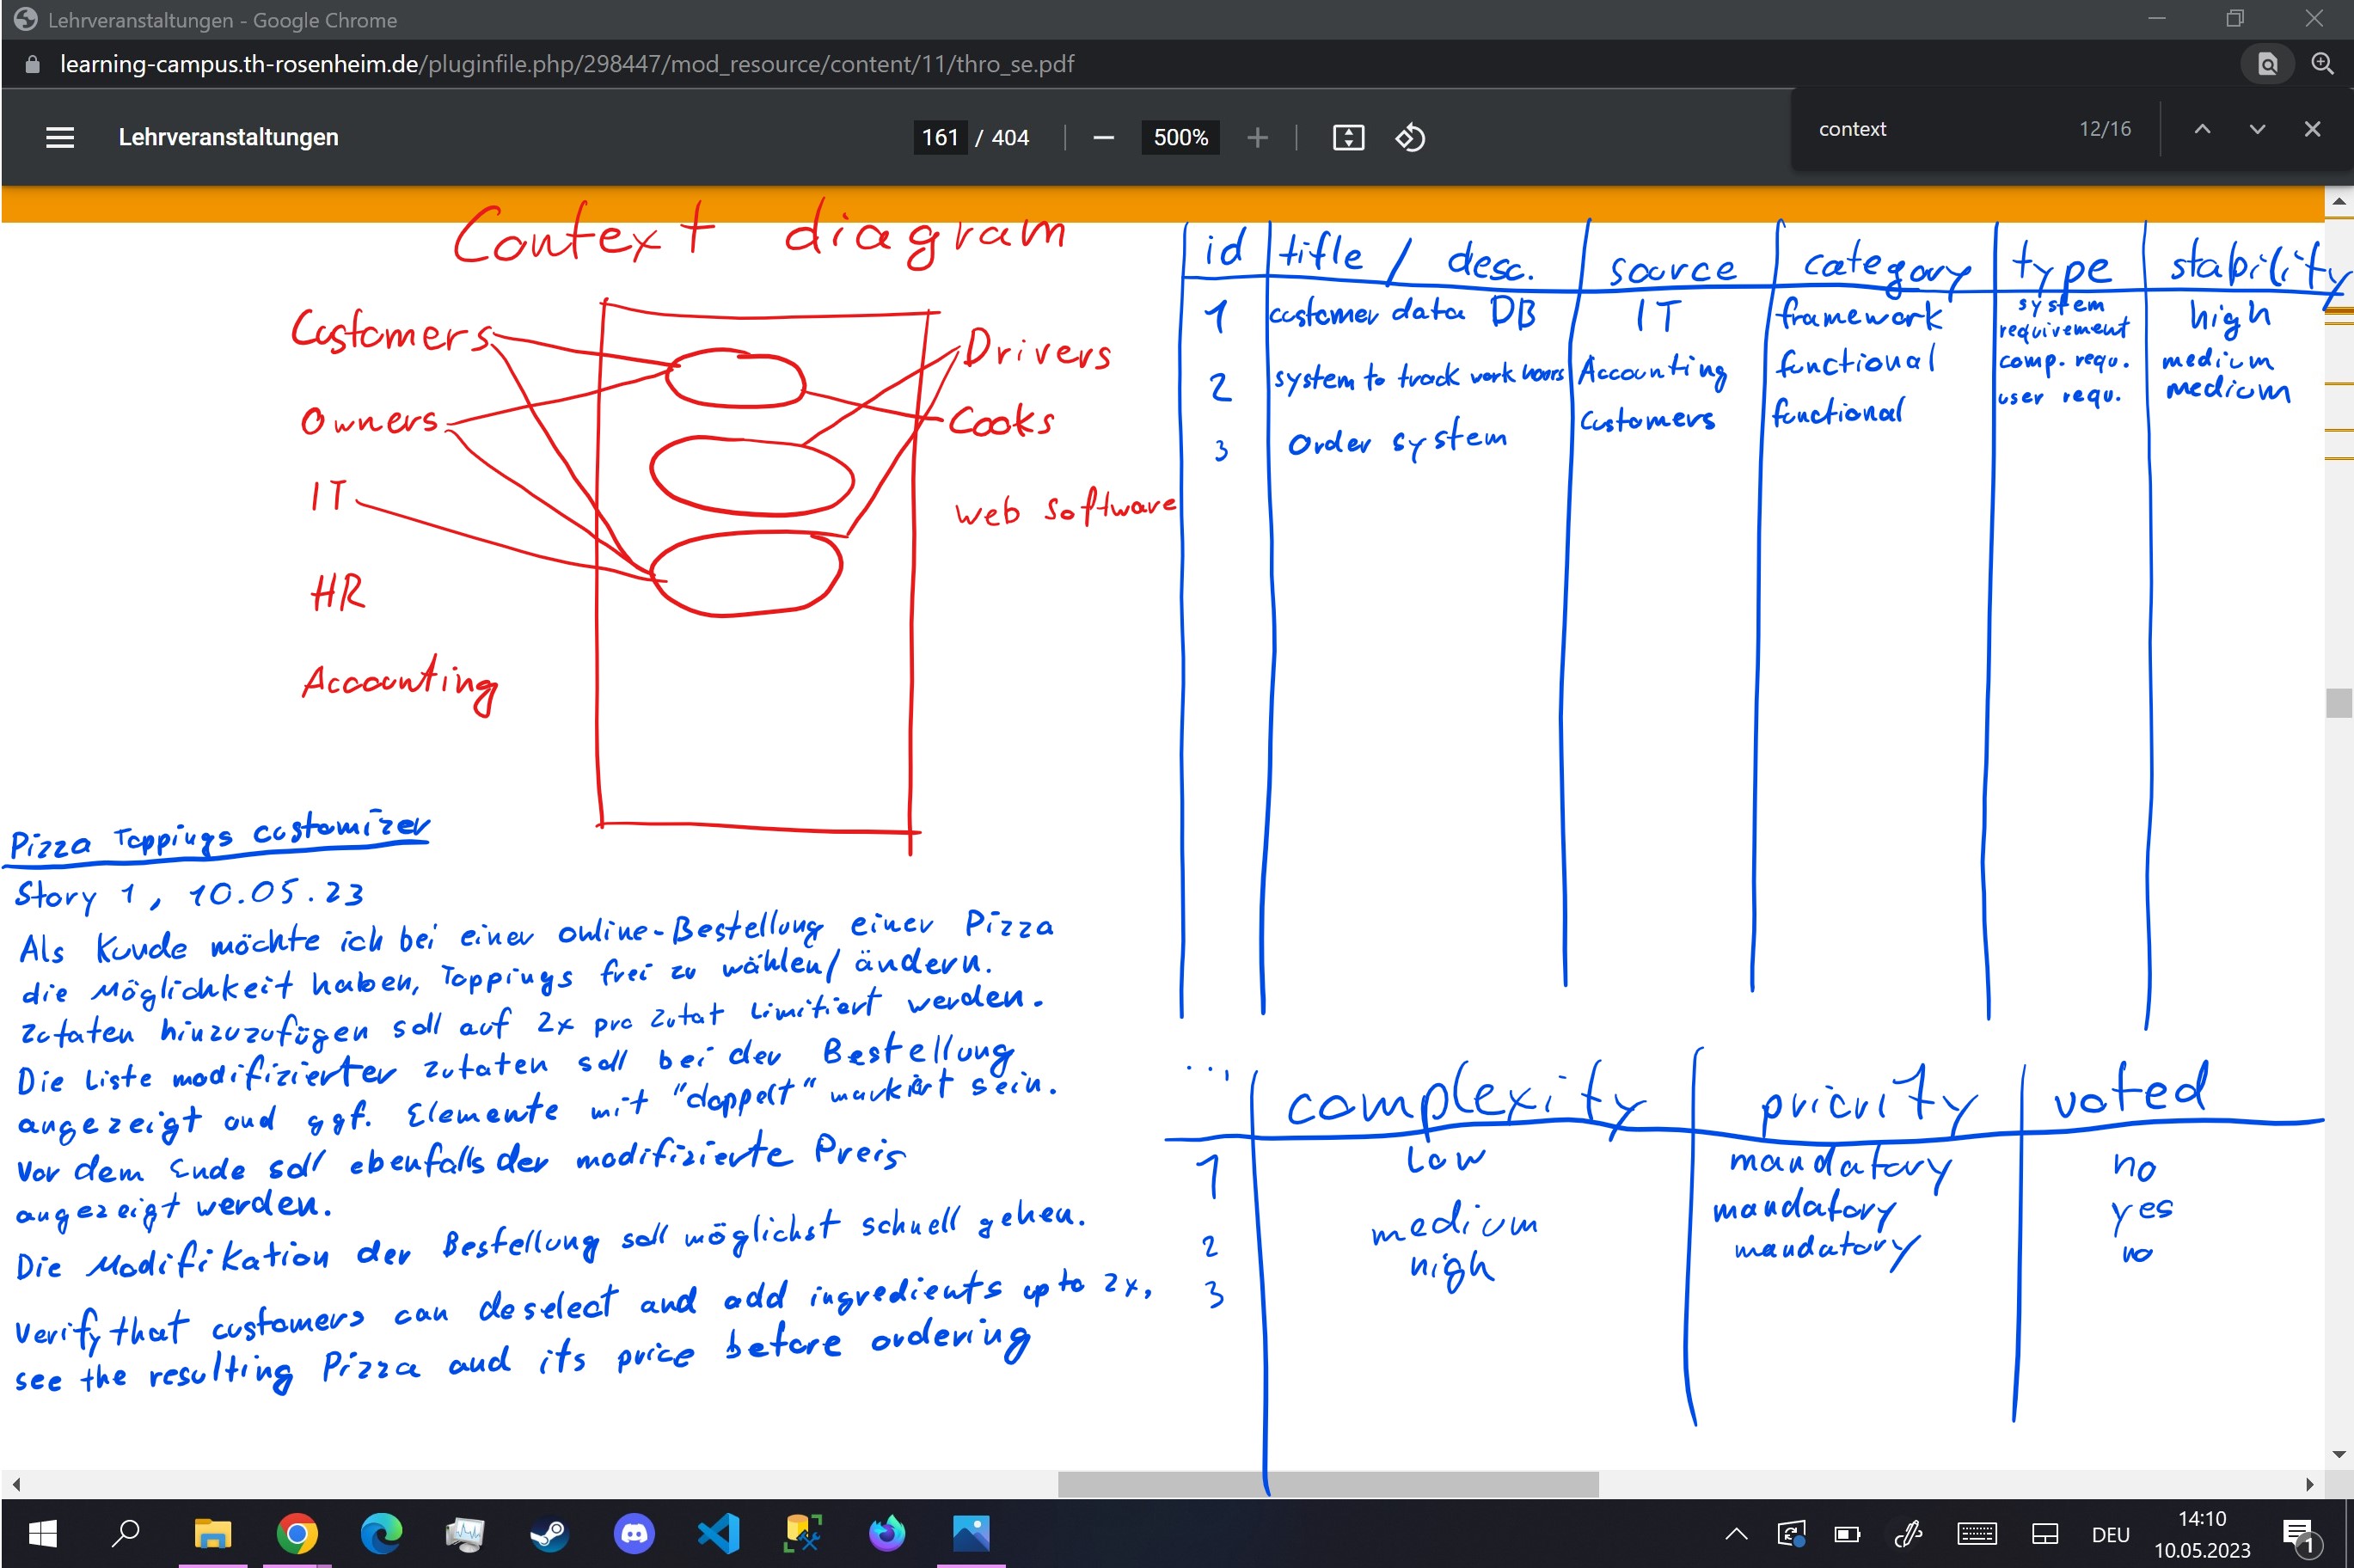 Lehrveranstaltungen - Google Chrome
learning-campus.th-rosenheim.de/pluginfile.php/298447/mod_resource/content/11/thro_se.pdf
Lehrveranstaltungen
161 / 404
500%
context
12/16
Context diagram
Customers
Owners
IT
HR
Accounting
Drivers
Cooks
web software
id title / desc. source category type stability
1 customer data DB IT framework system requirement high
2 system to track work hours Accounting functional comp. requ. medium
3 Order system Customers functional user requ. medium
Pizza Toppings customizer
Story 1, 10.05.23
Als Kunde möchte ich bei einer online-Bestellung einer Pizza
die Möglichkeit haben, Toppings frei zu wählen/ändern.
Zutaten hinzuzufügen soll auf 2x pro Zutat limitiert werden.
Die Liste modifizierter Zutaten soll bei der Bestellung
angezeigt und ggf. Elemente mit "doppelt" markiert sein.
Vor dem Ende soll ebenfalls der modifizierte Preis
angezeigt werden.
Die Modifikation der Bestellung soll möglichst schnell gehen.
Verify that customers can deselect and add ingredients up to 2x,
see the resulting Pizza and its price before ordering
... complexity priority voted
1 low mandatory no
2 medium mandatory yes
3 high mandatory no
DEU
14:10
10.05.2023
1